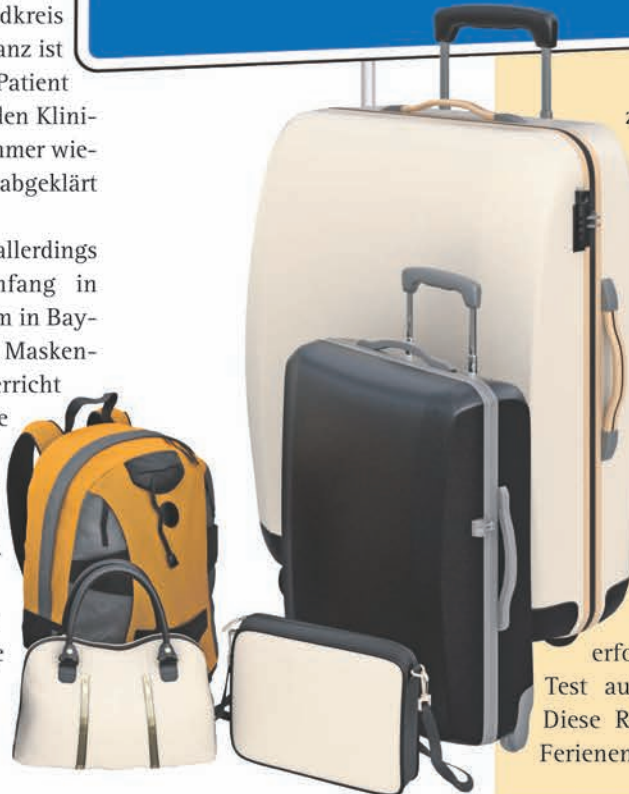 dkreis
anz ist
Patient
den Klini-
mmer wie-
abgeklärt
allerdings
nfang in
m in Bay-
Masken-
erricht
e
e
erfo
Test au
Diese R
Ferienen